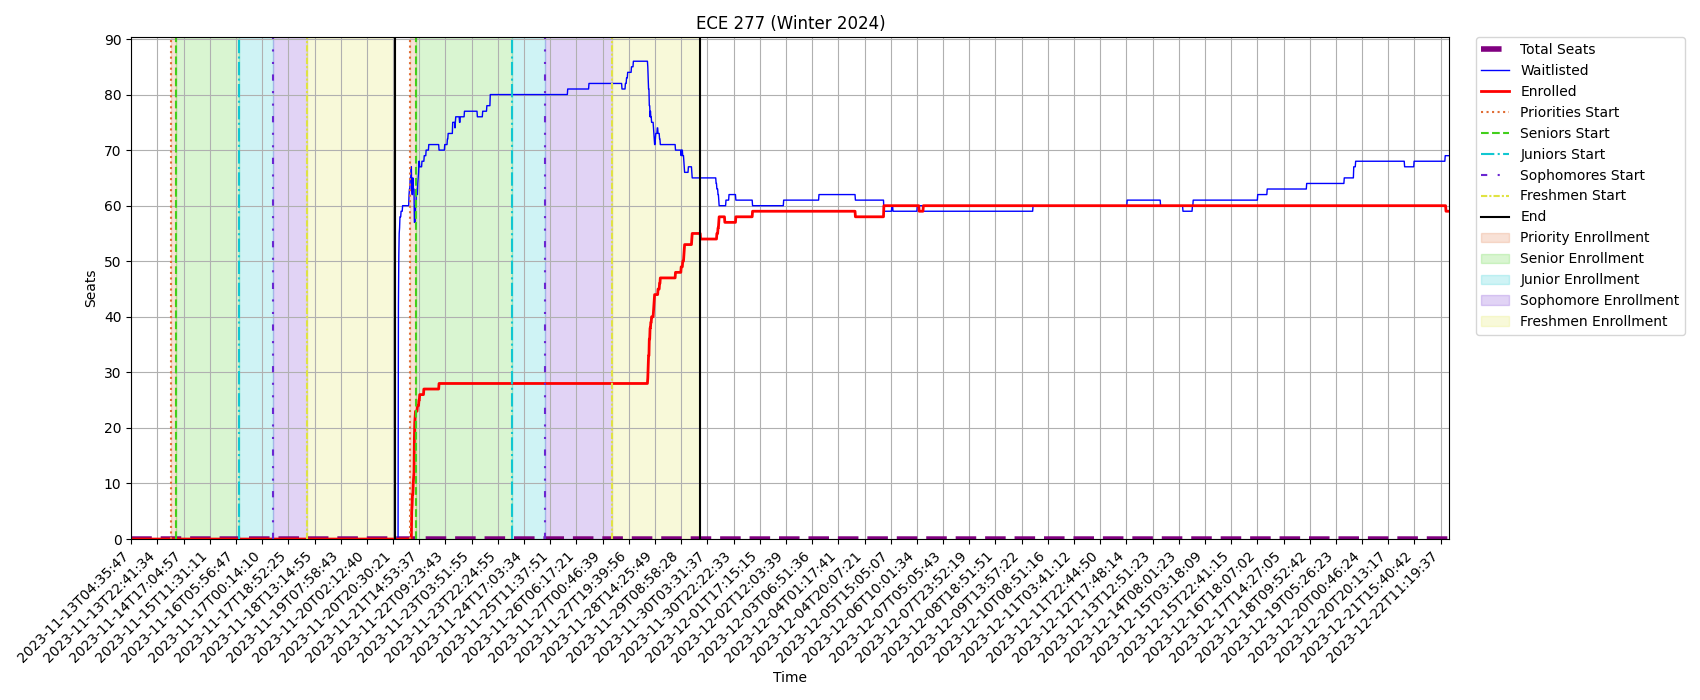 ECE 277 (Winter 2024)
90
80
70
60
50
40
30
20
10
0
Seats
2023-11-13T04:35:47
2023-11-13T22:41:34
2023-11-14T17:04:57
2023-11-15T11:31:11
2023-11-16T05:56:47
2023-11-17T00:14:10
2023-11-17T18:52:25
2023-11-18T13:14:55
2023-11-19T07:58:43
2023-11-20T02:12:40
2023-11-20T20:30:21
2023-11-21T14:53:37
2023-11-22T09:23:43
2023-11-23T03:51:55
2023-11-23T22:24:55
2023-11-24T17:03:34
2023-11-25T11:37:51
2023-11-26T06:17:21
2023-11-27T00:46:39
2023-11-27T19:39:56
2023-11-28T14:25:49
2023-11-29T08:58:28
2023-11-30T03:31:37
2023-11-30T22:22:33
2023-12-01T17:15:15
2023-12-02T12:03:39
2023-12-03T06:51:36
2023-12-04T01:17:41
2023-12-04T20:07:21
2023-12-05T15:05:07
2023-12-06T10:01:34
2023-12-07T05:05:43
2023-12-07T23:52:19
2023-12-08T18:51:51
2023-12-09T13:57:22
2023-12-10T08:51:16
2023-12-11T03:41:12
2023-12-11T22:44:50
2023-12-12T17:48:14
2023-12-13T12:51:23
2023-12-14T08:01:23
2023-12-15T03:18:09
2023-12-15T22:41:15
2023-12-16T18:07:02
2023-12-17T14:27:05
2023-12-18T09:52:42
2023-12-19T05:26:23
2023-12-20T00:46:24
2023-12-20T20:13:17
2023-12-21T15:40:42
2023-12-22T11:19:37
Time
Total Seats
Waitlisted
Enrolled
Priorities Start
Seniors Start
Juniors Start
Sophomores Start
Freshmen Start
End
Priority Enrollment
Senior Enrollment
Junior Enrollment
Sophomore Enrollment
Freshmen Enrollment